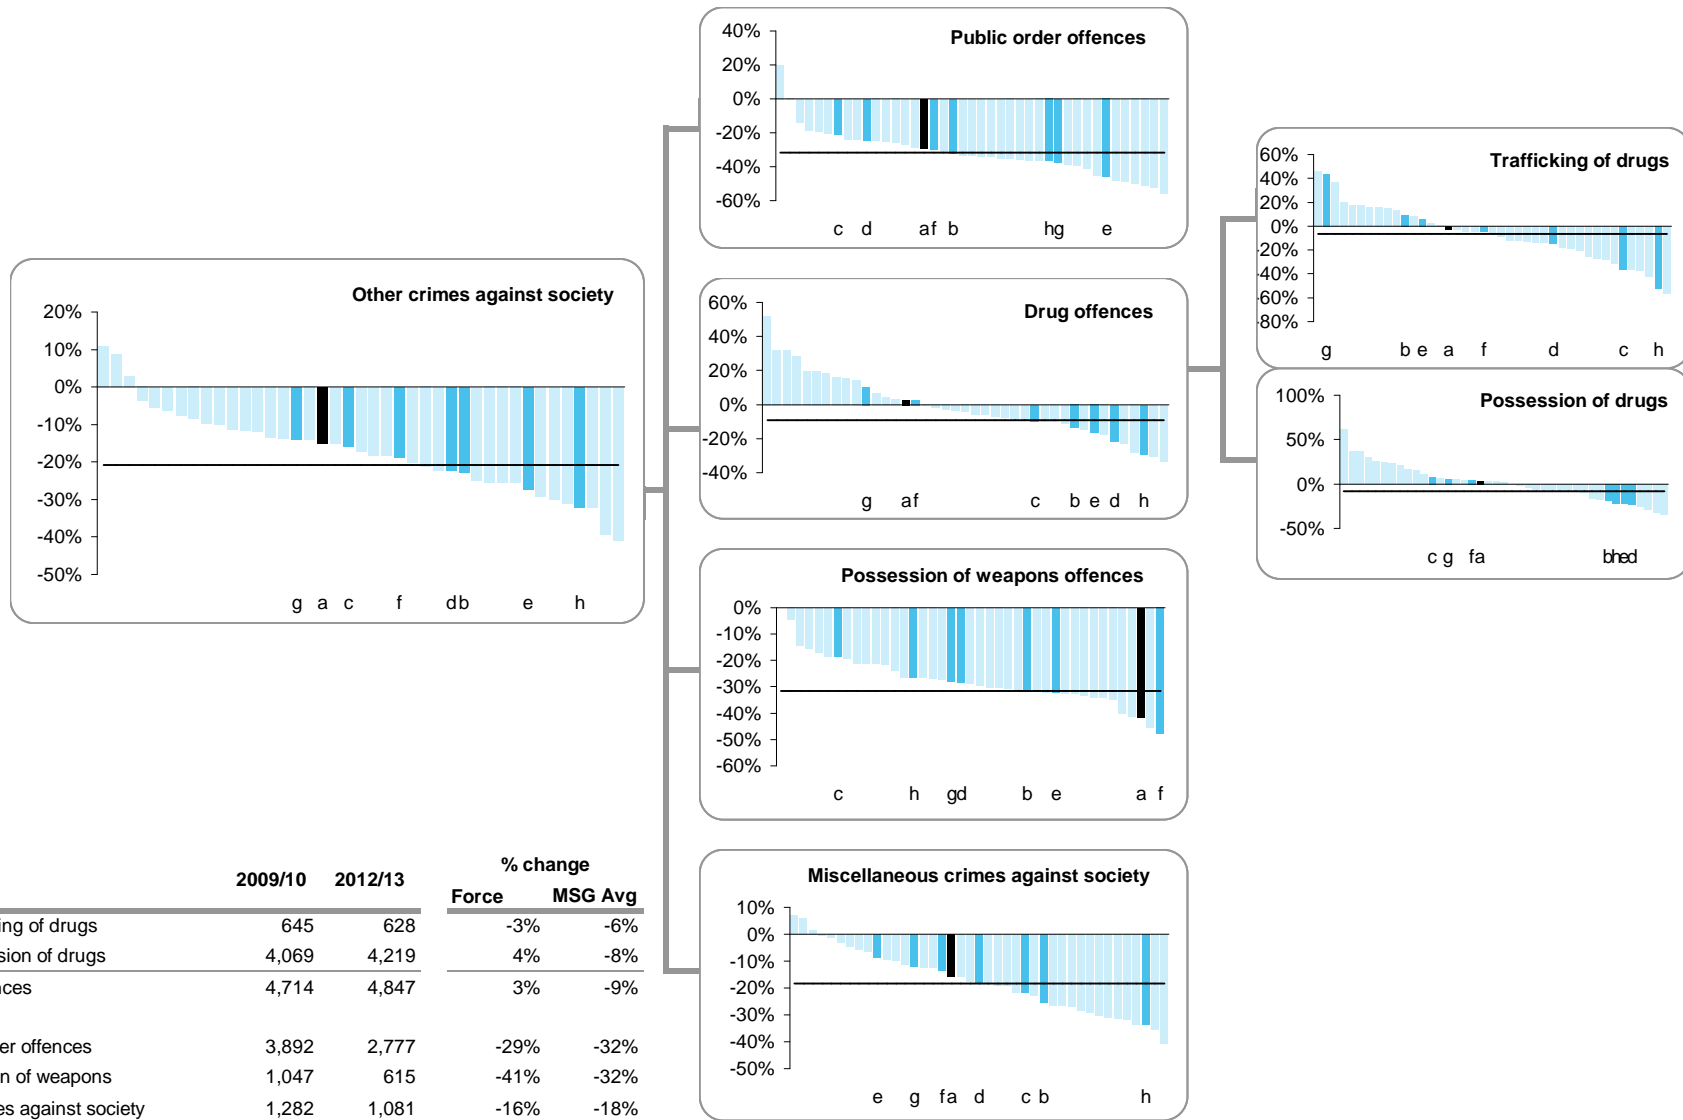 Public order offences
40%
20%
0%
-20%
-40%
-60%
c d af b hg e
Trafficking of drugs
60%
40%
20%
0%
-20%
-40%
-60%
-80%
g b e a f d c h
Other crimes against society
20%
10%
0%
-10%
-20%
-30%
-40%
-50%
g a c f db e h
Drug offences
60%
40%
20%
0%
-20%
-40%
g af c b e d h
Possession of drugs
100%
50%
0%
-50%
c g fa bhed
Possession of weapons offences
0%
-10%
-20%
-30%
-40%
-50%
-60%
c h gd b e a f
Miscellaneous crimes against society
10%
0%
-10%
-20%
-30%
-40%
-50%
e g fa d c b h
% change
2009/10 2012/13 Force MSG Avg
ing of drugs 645 628 -3% -6%
sion of drugs 4,069 4,219 4% -8%
nces 4,714 4,847 3% -9%
er offences 3,892 2,777 -29% -32%
n of weapons 1,047 615 -41% -32%
es against society 1,282 1,081 -16% -18%